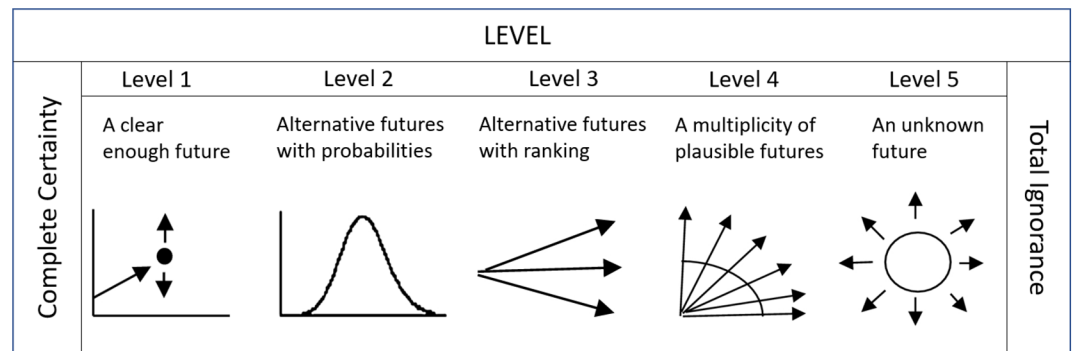 LEVEL
Complete Certainty
Level 1
Level 2
Level 3
Level 4
Level 5
Total Ignorance
A clear
enough future
Alternative futures
with probabilities
Alternative futures
with ranking
A multiplicity of
plausible futures
An unknown
future